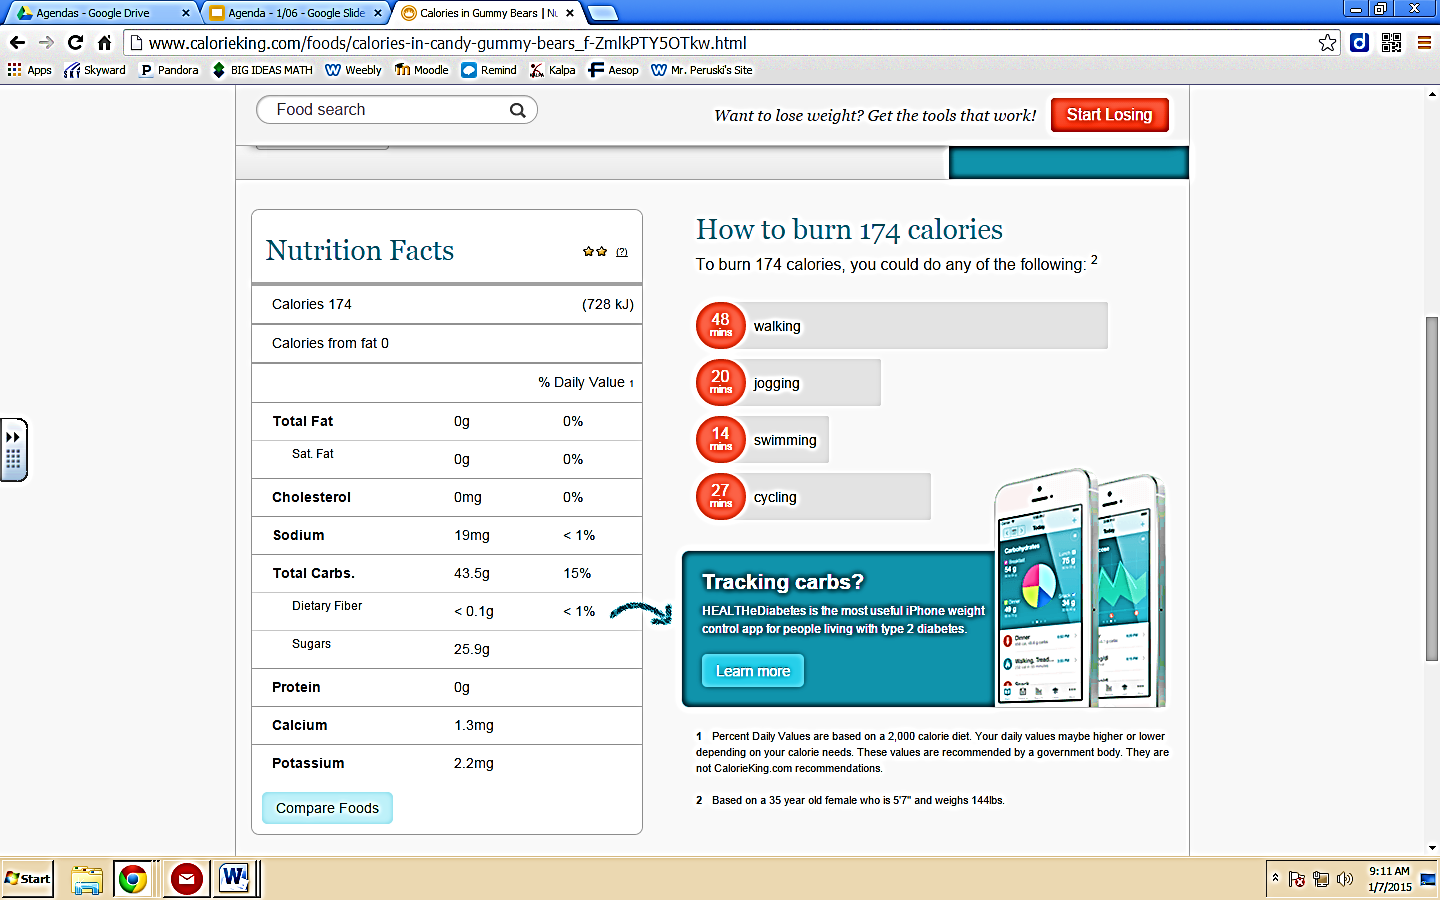 Agendas - Google Drive
Agenda - 1/06 - Google Slide
Calories in Gummy Bears | Nu
www.calorieking.com/foods/calories-in-candy-gummy-bears_f-ZmlkPTY5OTkw.html
Apps Skyward Pandora BIG IDEAS MATH Weebly Moodle Remind Kalpa Aesop Mr. Peruski's Site
Food search
Want to lose weight? Get the tools that work!
Start Losing
Nutrition Facts
(?)
Calories 174 (728 kJ)
Calories from fat 0
% Daily Value 1
Total Fat 0g 0%
Sat. Fat 0g 0%
Cholesterol 0mg 0%
Sodium 19mg < 1%
Total Carbs. 43.5g 15%
Dietary Fiber < 0.1g < 1%
Sugars 25.9g
Protein 0g
Calcium 1.3mg
Potassium 2.2mg
Compare Foods
How to burn 174 calories
To burn 174 calories, you could do any of the following: 2
48 mins walking
20 mins jogging
14 mins swimming
27 mins cycling
Tracking carbs?
HEALTHeDiabetes is the most useful iPhone weight
control app for people living with type 2 diabetes.
Learn more
Today
Carbohydrates
Dinner
Walking, Tread...
1 Percent Daily Values are based on a 2,000 calorie diet. Your daily values maybe higher or lower
depending on your calorie needs. These values are recommended by a government body. They are
not CalorieKing.com recommendations.
2 Based on a 35 year old female who is 5'7" and weighs 144lbs.
Start
9:11 AM
1/7/2015